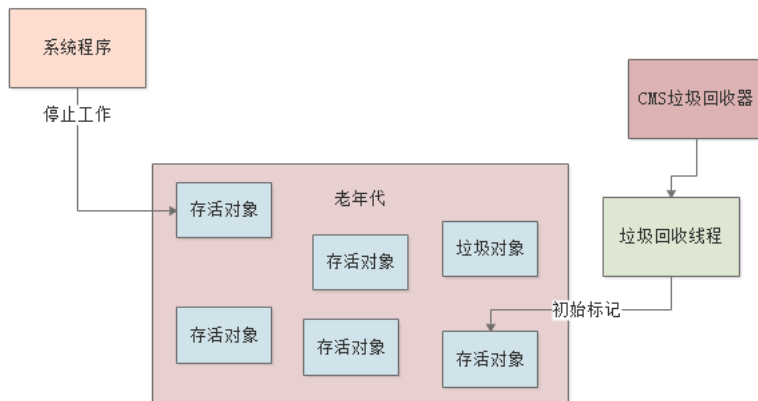 系统程序
停止工作
CMS垃圾回收器
老年代
存活对象
垃圾回收线程
存活对象
垃圾对象
初始标记
存活对象
存活对象
存活对象